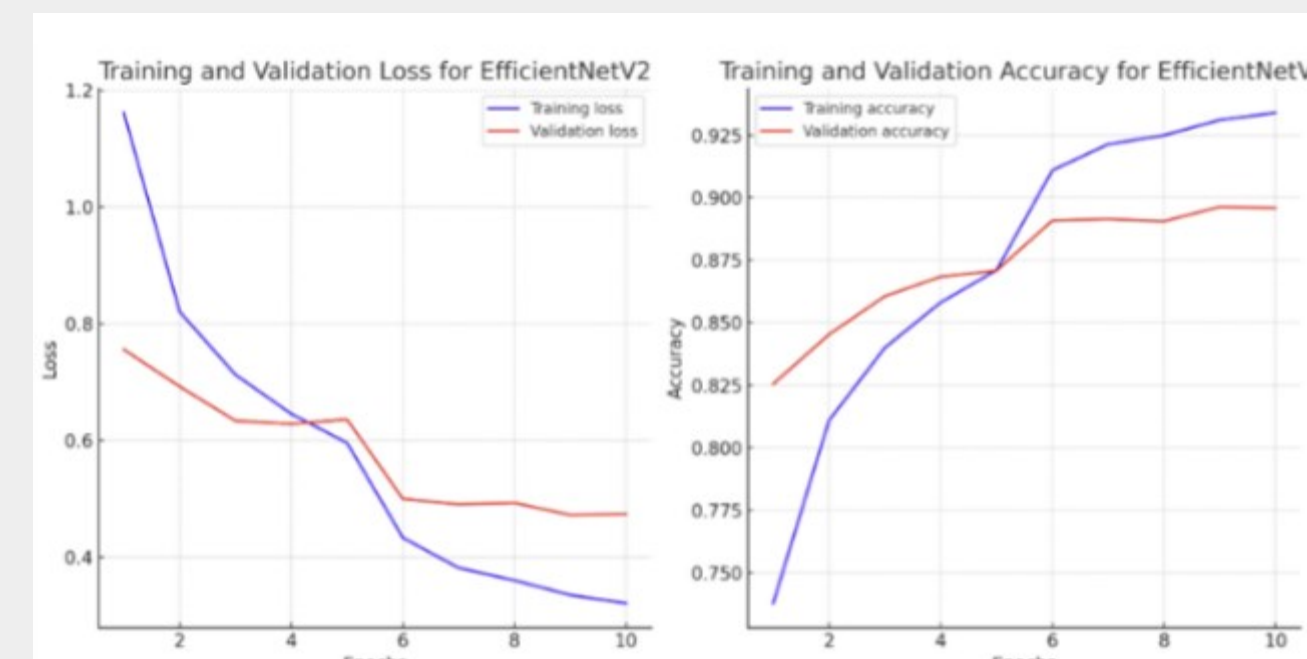 Training and Validation Loss for EfficientNetV2
Training loss
Validation loss
1.2
1.0
0.8
0.6
0.4
Loss
2 4 6 8 10
Training and Validation Accuracy for EfficientNetV
Training accuracy
Validation accuracy
0.925
0.900
0.875
0.850
0.825
0.800
0.775
0.750
Accuracy
2 4 6 8 10